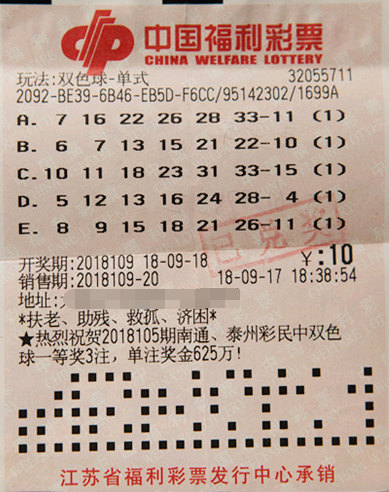 中国福利彩票
CHINA WELFARE LOTTERY
玩法:双色球-单式 32055711
2092-BE39-6B46-EB5D-F6CC/95142302/1699A
A. 7 16 22 26 28 33-11 (1)
B. 6 7 13 15 21 22-10 (1)
C. 10 11 18 23 31 33-15 (1)
D. 5 12 13 16 24 28- 4 (1)
E. 8 9 15 18 21 26-11 (1)
已兑奖
开奖期:2018109 18-09-18 ¥:10
销售期:2018109-20 18-09-17 18:38:54
地址:
*扶老、助残、救孤、济困*
★热烈祝贺2018105期南通、泰州彩民中双色
球一等奖3注，单注奖金625万!
江苏省福利彩票发行中心承销